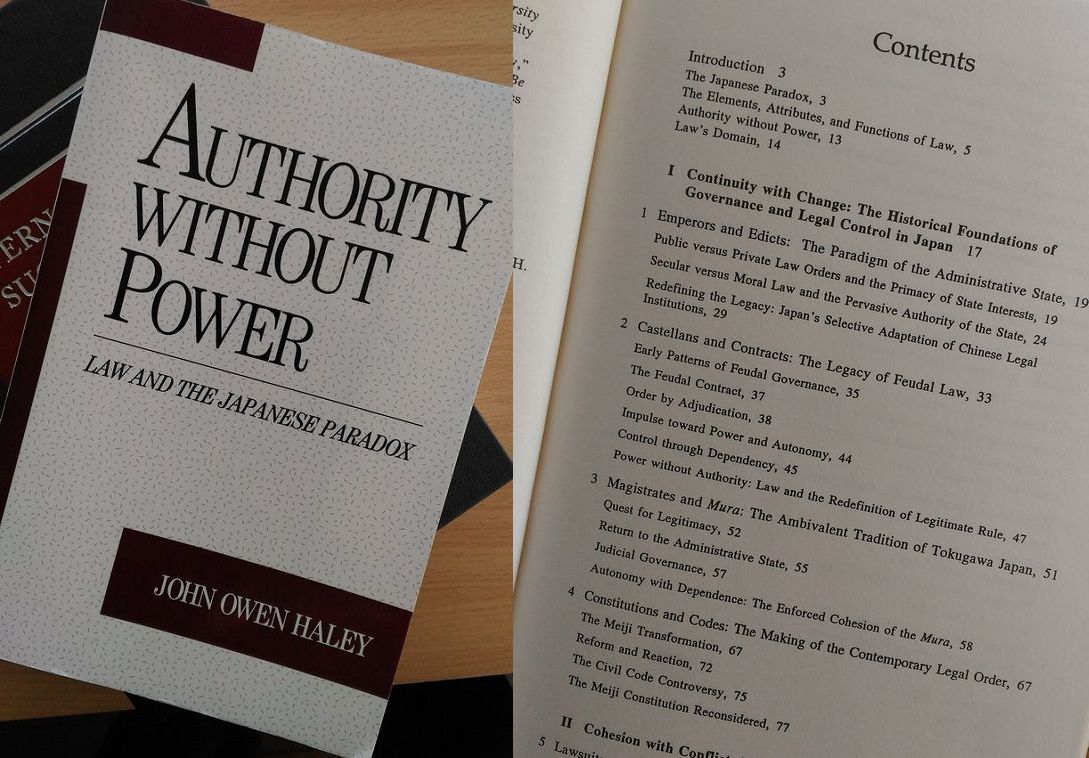 AUTHORITY
WITHOUT
POWER
LAW AND THE JAPANESE PARADOX
JOHN OWEN HALEY
Contents
Introduction 3
The Japanese Paradox, 3
The Elements, Attributes, and Functions of Law, 5
Authority without Power, 13
Law's Domain, 14
I Continuity with Change: The Historical Foundations of
Governance and Legal Control in Japan 17
1 Emperors and Edicts: The Paradigm of the Administrative State, 19
Public versus Private Law Orders and the Primacy of State Interests, 19
Secular versus Moral Law and the Pervasive Authority of the State, 24
Redefining the Legacy: Japan's Selective Adaptation of Chinese Legal
Institutions, 29
2 Castellans and Contracts: The Legacy of Feudal Law, 33
Early Patterns of Feudal Governance, 35
The Feudal Contract, 37
Order by Adjudication, 38
Impulse toward Power and Autonomy, 44
Control through Dependency, 45
Power without Authority: Law and the Redefinition of Legitimate Rule, 47
3 Magistrates and Mura: The Ambivalent Tradition of Tokugawa Japan, 51
Quest for Legitimacy, 52
Return to the Administrative State, 55
Judicial Governance, 57
Autonomy with Dependence: The Enforced Cohesion of the Mura, 58
4 Constitutions and Codes: The Making of the Contemporary Legal Order, 67
The Meiji Transformation, 67
Reform and Reaction, 72
The Civil Code Controversy, 75
The Meiji Constitution Reconsidered, 77
II Cohesion with
5